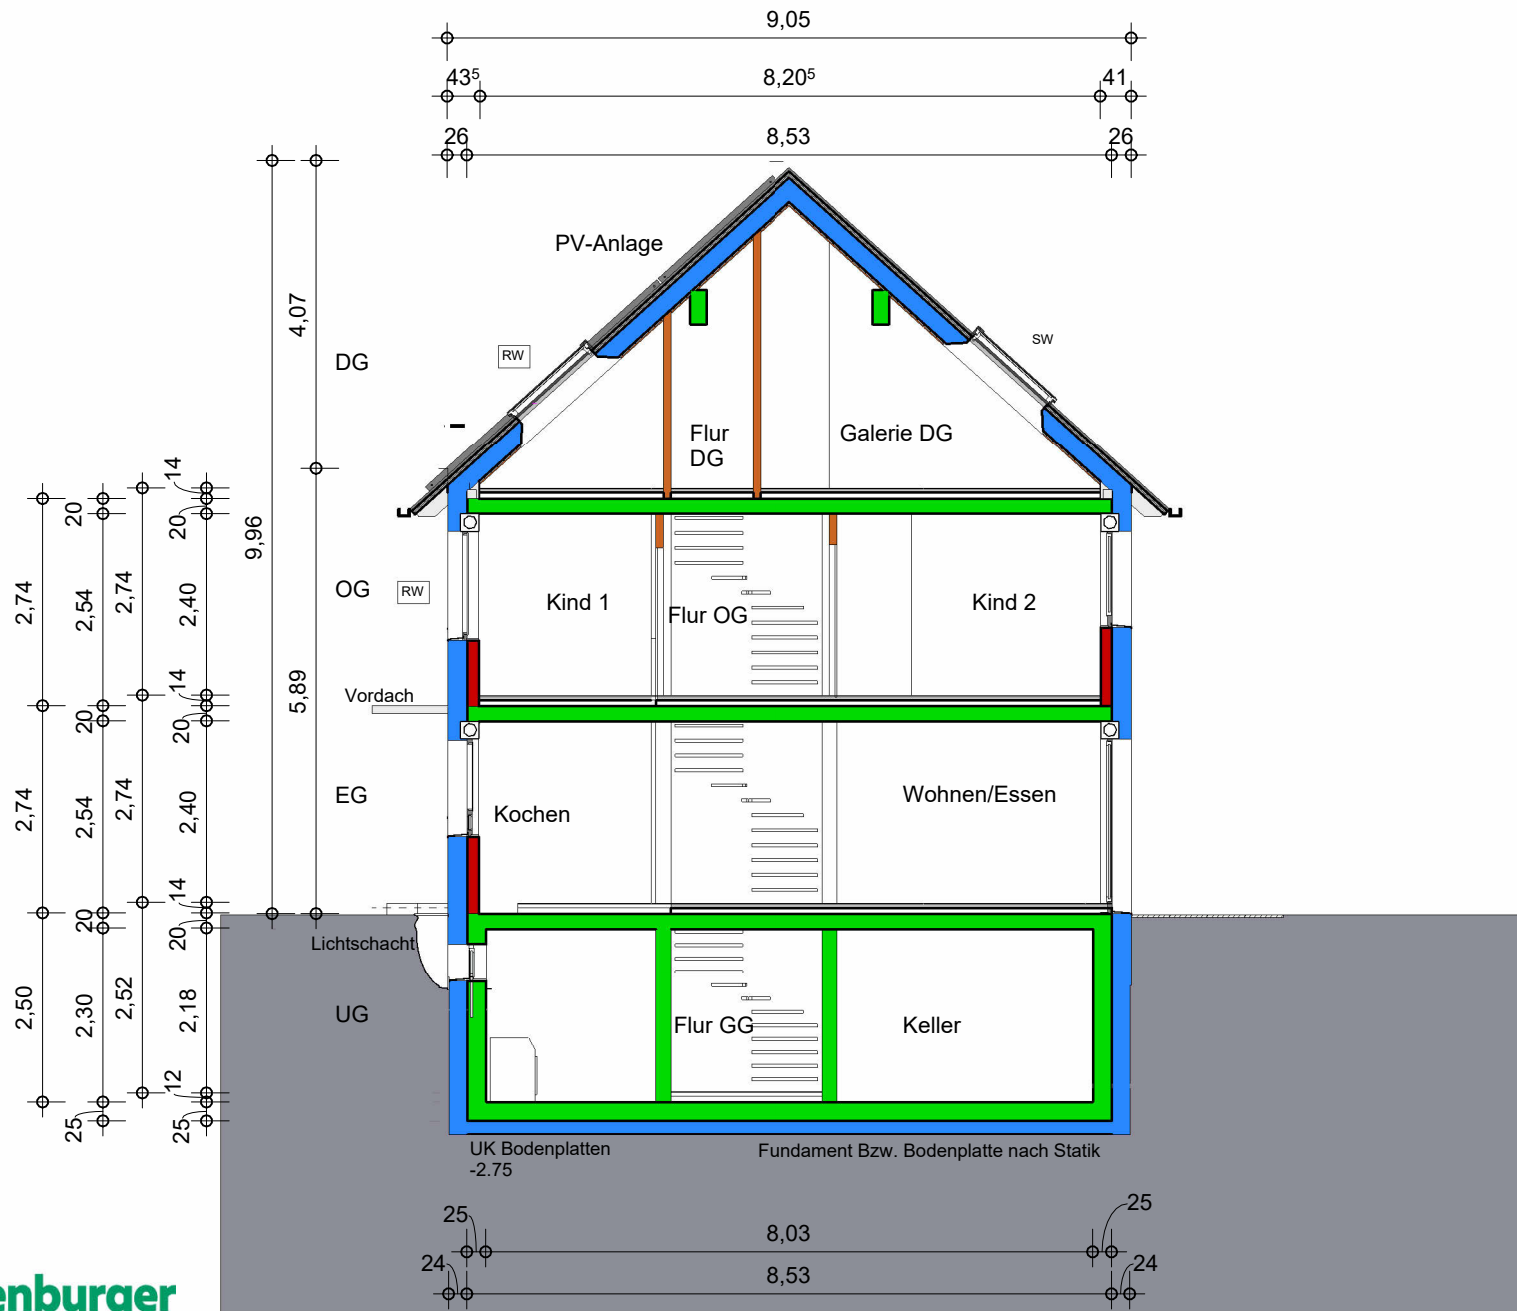 9,05
43⁵ 8,20⁵ 41
26 8,53 26
PV-Anlage
4,07
RW
SW
DG
Flur
DG
Galerie DG
14
20
20
9,96
2,74
2,54
2,74
2,40
OG
RW
Kind 1
Flur OG
Kind 2
14
5,89
Vordach
20
20
2,74
2,54
2,74
2,40
EG
Kochen
Wohnen/Essen
14
20
20
Lichtschacht
2,50
2,30
2,52
2,18
UG
Flur GG
Keller
12
25
25
UK Bodenplatten
-2.75
Fundament Bzw. Bodenplatte nach Statik
25 8,03 25
24 8,53 24
enburger